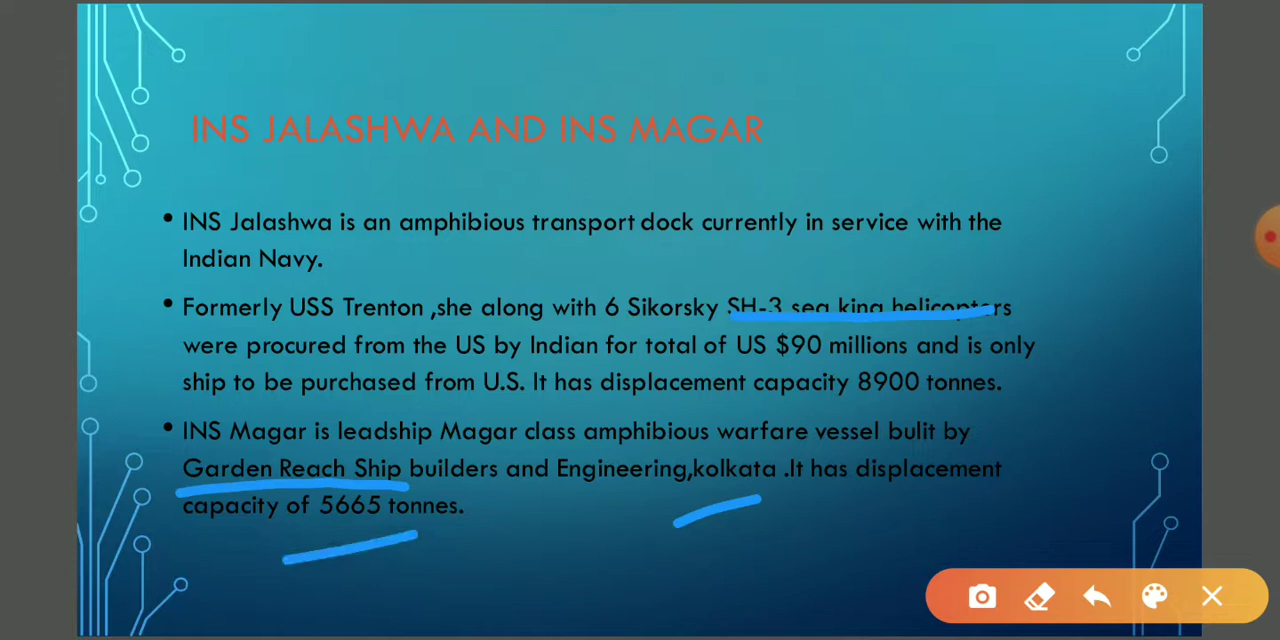 INS JALASHWA AND INS MAGAR
• INS Jalashwa is an amphibious transport dock currently in service with the
Indian Navy.
• Formerly USS Trenton ,she along with 6 Sikorsky SH-3 sea king helicopters
were procured from the US by Indian for total of US $90 millions and is only
ship to be purchased from U.S. It has displacement capacity 8900 tonnes.
• INS Magar is leadship Magar class amphibious warfare vessel bulit by
Garden Reach Ship builders and Engineering,kolkata .It has displacement
capacity of 5665 tonnes.